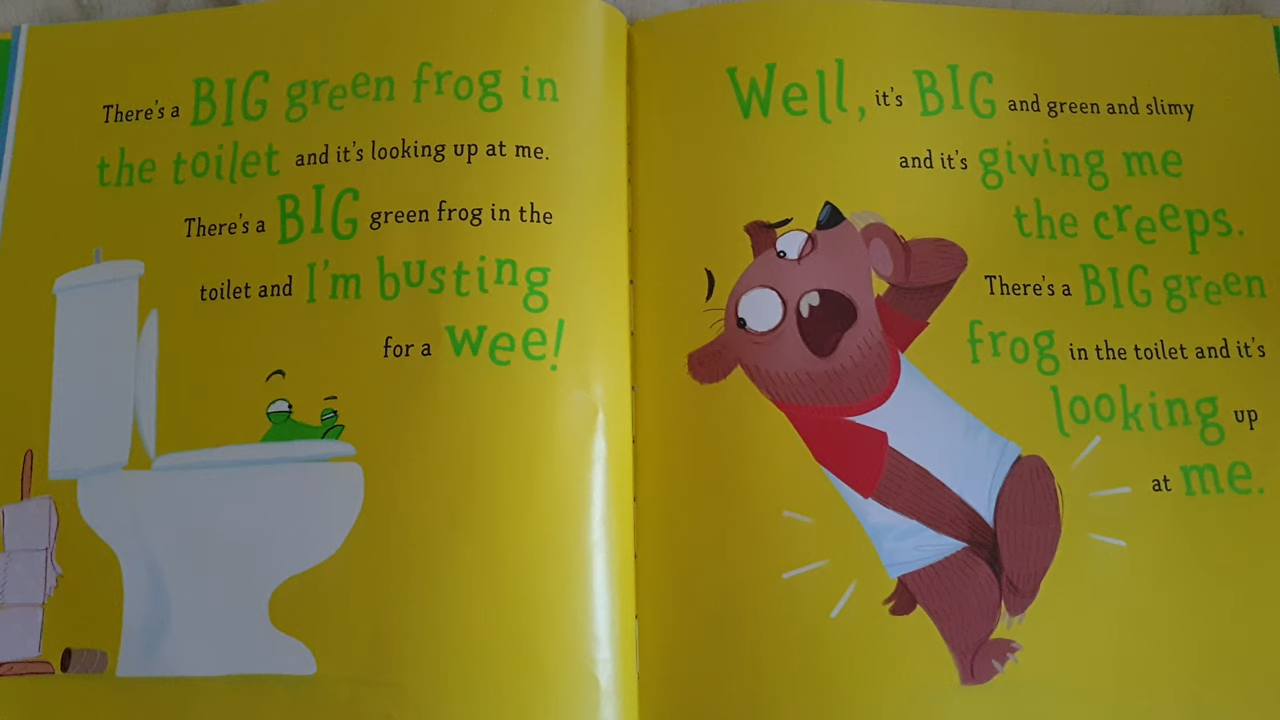 There's a BIG green frog in
the toilet and it's looking up at me.
There's a BIG green frog in the
toilet and I'm busting
for a wee!
Well, it's BIG and green and slimy
and it's giving me
the creeps.
There's a BIG green
frog in the toilet and it's
looking up
at me.